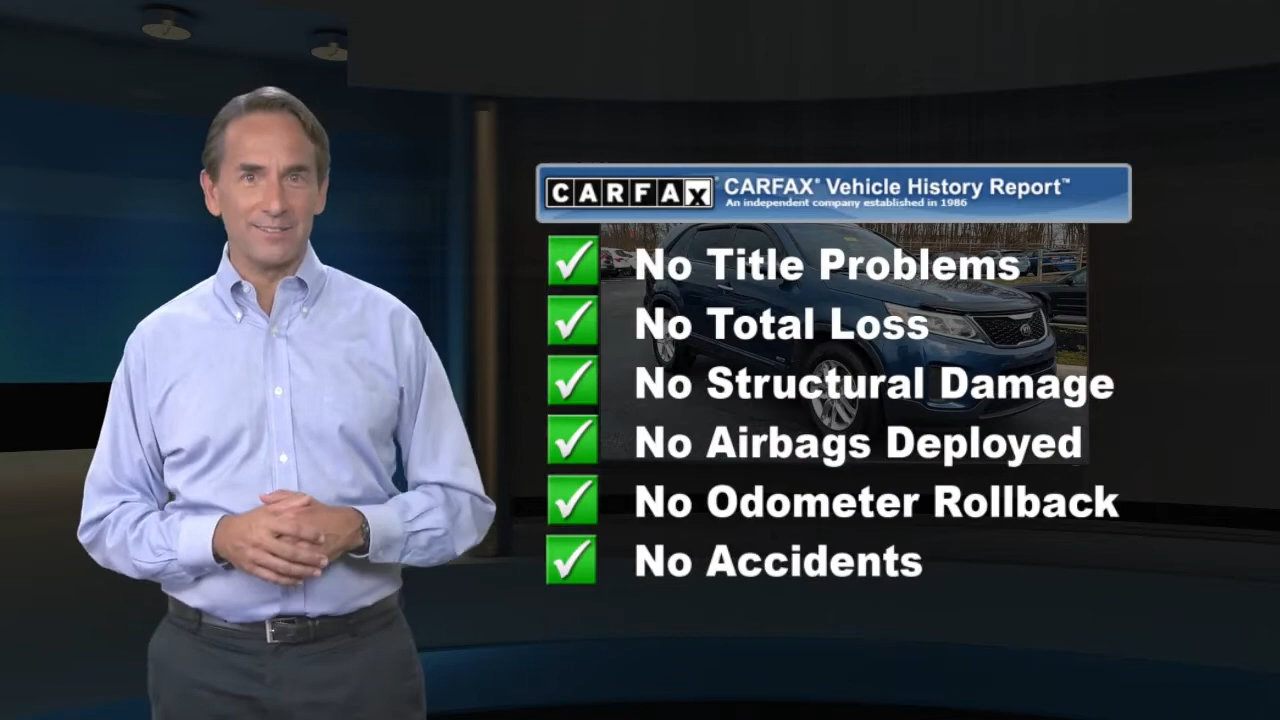 CARFAX
CARFAX® Vehicle History Report™
An independent company established in 1986
No Title Problems
No Total Loss
No Structural Damage
No Airbags Deployed
No Odometer Rollback
No Accidents